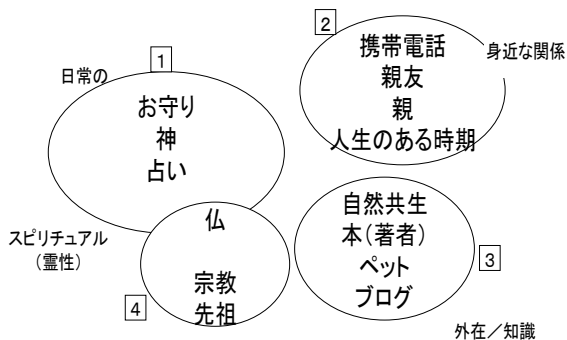 1
日常の
お守り
神
占い
2
携帯電話
親友
親
人生のある時期
身近な関係
スピリチュアル
(霊性)
仏
宗教
先祖
4
自然共生
本(著者)
ペット
ブログ
3
外在/知識